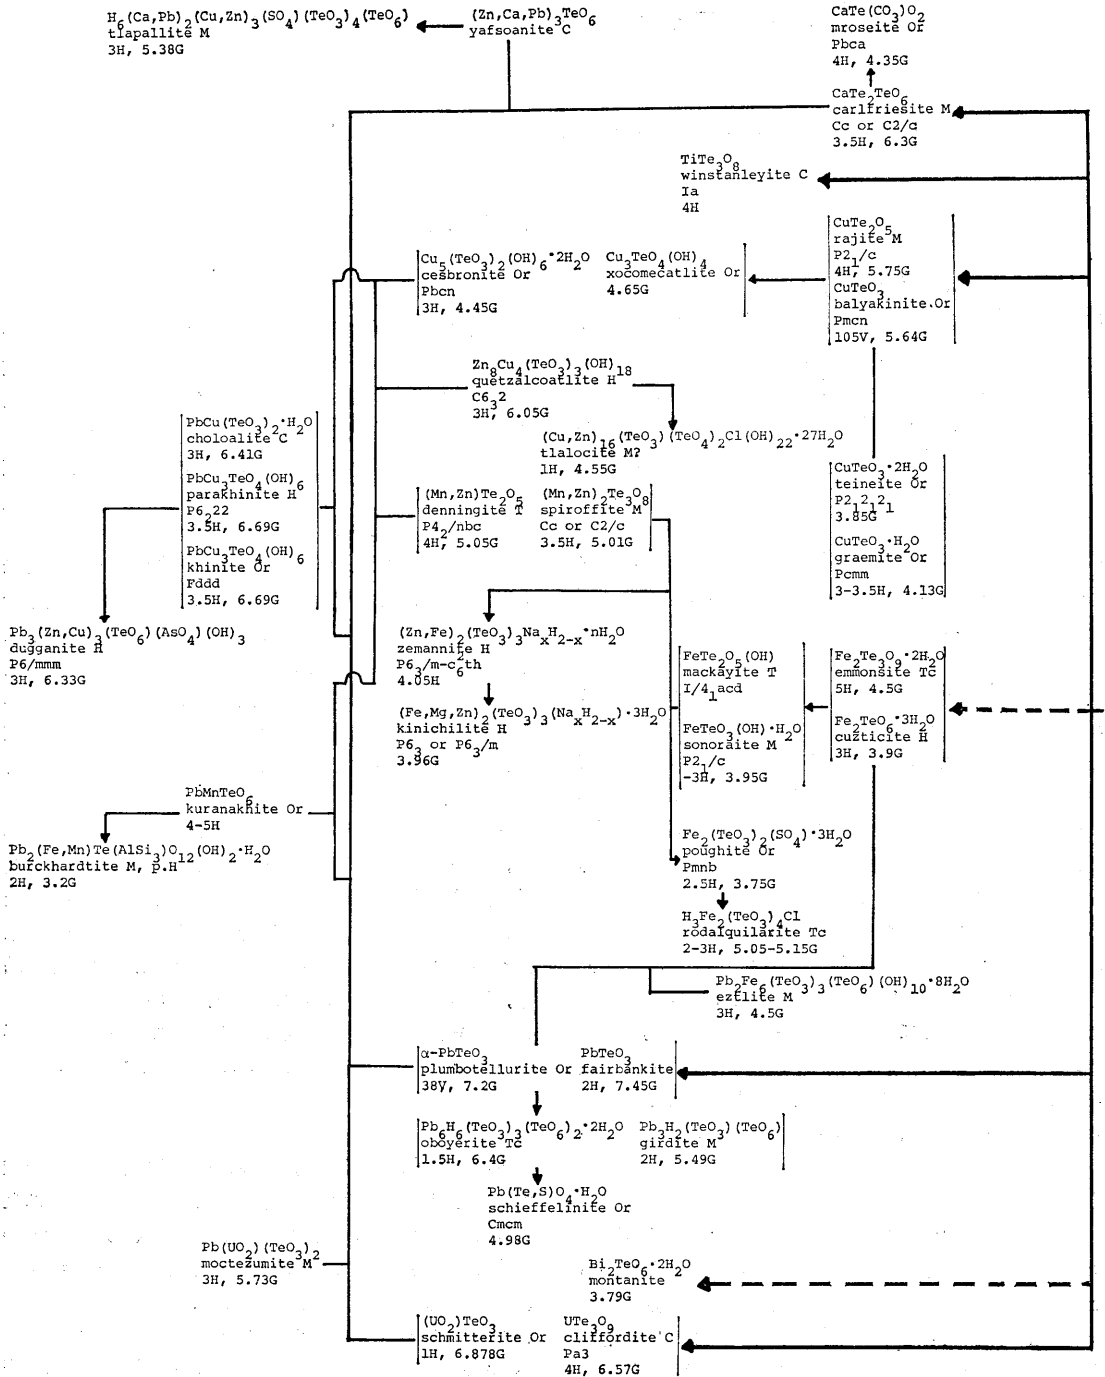 H6(Ca,Pb)2(Cu,Zn)3(SO4)(TeO3)4(TeO6)
tlapallite M
3H, 5.38G
(Zn,Ca,Pb)3TeO6
yafsoanite C
CaTe(CO3)O2
mroseite Or
Pbca
4H, 4.35G
CaTe2TeO6
carlfriesite M
Cc or C2/c
3.5H, 6.3G
TiTe3O8
winstanleyite C
Ia
4H
CuTe2O5
rajite M
P21/c
4H, 5.75G
CuTeO3
balyakinite Or
Pmcn
105V, 5.64G
Cu5(TeO3)2(OH)6·2H2O
cesbronite Or
Pbcn
3H, 4.45G
Cu3TeO4(OH)4
xocomecatlite Or
4.65G
Zn8Cu4(TeO3)3(OH)18
quetzalcoatlite H
C632
3H, 6.05G
(Cu,Zn)16(TeO3)(TeO4)2Cl(OH)22·27H2O
tlalocite M?
1H, 4.55G
PbCu(TeO3)2·H2O
choloalite C
3H, 6.41G
PbCu3TeO4(OH)6
parakhinite H
P6222
3.5H, 6.69G
PbCu3TeO4(OH)6
khinite Or
Fddd
3.5H, 6.69G
(Mn,Zn)Te2O5
denningite T
P42/nbc
4H, 5.05G
(Mn,Zn)2Te3O8
spiroffite M
Cc or C2/c
3.5H, 5.01G
CuTeO3·2H2O
teineite Or
P212121
3.85G
CuTeO3·H2O
graemite Or
Pcmm
3-3.5H, 4.13G
Pb3(Zn,Cu)3(TeO6)(AsO4)(OH)3
dugganite H
P6/mmm
3H, 6.33G
(Zn,Fe)2(TeO3)3NaxH2-x·nH2O
zemannite H
P63/m-c26th
4.05H
(Fe,Mg,Zn)2(TeO3)3(NaxH2-x)·3H2O
kinichilite H
P63 or P63/m
3.96G
FeTe2O5(OH)
mackayite T
I/41acd
FeTeO3(OH)·H2O
sonoraite M
P21/c
-3H, 3.95G
Fe2Te3O9·2H2O
emmonsite Tc
5H, 4.5G
Fe2TeO6·3H2O
cuzticite H
3H, 3.9G
PbMnTeO6
kuranakhite Or
4-5H
Pb2(Fe,Mn)Te(AlSi3)O12(OH)2·H2O
burckhardtite M, p.H
2H, 3.2G
Fe2(TeO3)2(SO4)·3H2O
poughite Or
Pmnb
2.5H, 3.75G
H3Fe2(TeO3)4Cl
rodalquilarite Tc
2-3H, 5.05-5.15G
Pb2Fe6(TeO3)3(TeO6)(OH)10·8H2O
eztlite M
3H, 4.5G
α-PbTeO3
plumbotellurite Or
38V, 7.2G
PbTeO3
fairbankite
2H, 7.45G
Pb6H6(TeO3)3(TeO6)2·2H2O
oboyerite Tc
1.5H, 6.4G
Pb3H2(TeO3)(TeO6)
girdite M
2H, 5.49G
Pb(Te,S)O4·H2O
schieffelinite Or
Cmcm
4.98G
Pb(UO2)(TeO3)2
moctezumite M
3H, 5.73G
Bi2TeO6·2H2O
montanite
3.79G
(UO2)TeO3
schmitterite Or
1H, 6.878G
UTe3O9
cliffordite C
Pa3
4H, 6.57G